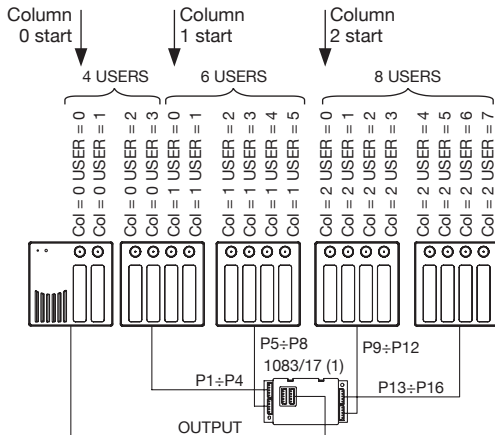 Column
0 start
Column
1 start
Column
2 start
4 USERS
6 USERS
8 USERS
Col = 0 USER = 0
Col = 0 USER = 1
Col = 0 USER = 2
Col = 0 USER = 3
Col = 1 USER = 0
Col = 1 USER = 1
Col = 1 USER = 2
Col = 1 USER = 3
Col = 1 USER = 4
Col = 1 USER = 5
Col = 2 USER = 0
Col = 2 USER = 1
Col = 2 USER = 2
Col = 2 USER = 3
Col = 2 USER = 4
Col = 2 USER = 5
Col = 2 USER = 6
Col = 2 USER = 7
P5÷P8
P9÷P12
1083/17 (1)
P1÷P4
P13÷P16
OUTPUT